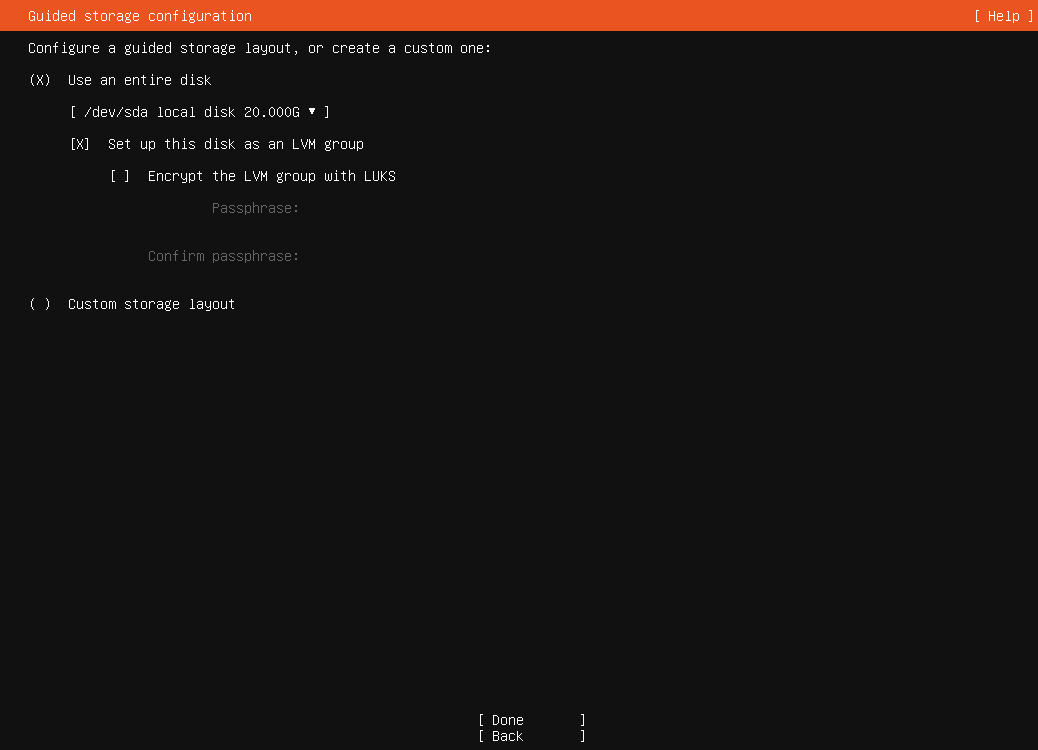 Guided storage configuration [ Help ]
Configure a guided storage layout, or create a custom one:
(X) Use an entire disk
[ /dev/sda local disk 20.000G ▾ ]
[X] Set up this disk as an LVM group
[ ] Encrypt the LVM group with LUKS
Passphrase:
Confirm passphrase:
( ) Custom storage layout
[ Done ]
[ Back ]